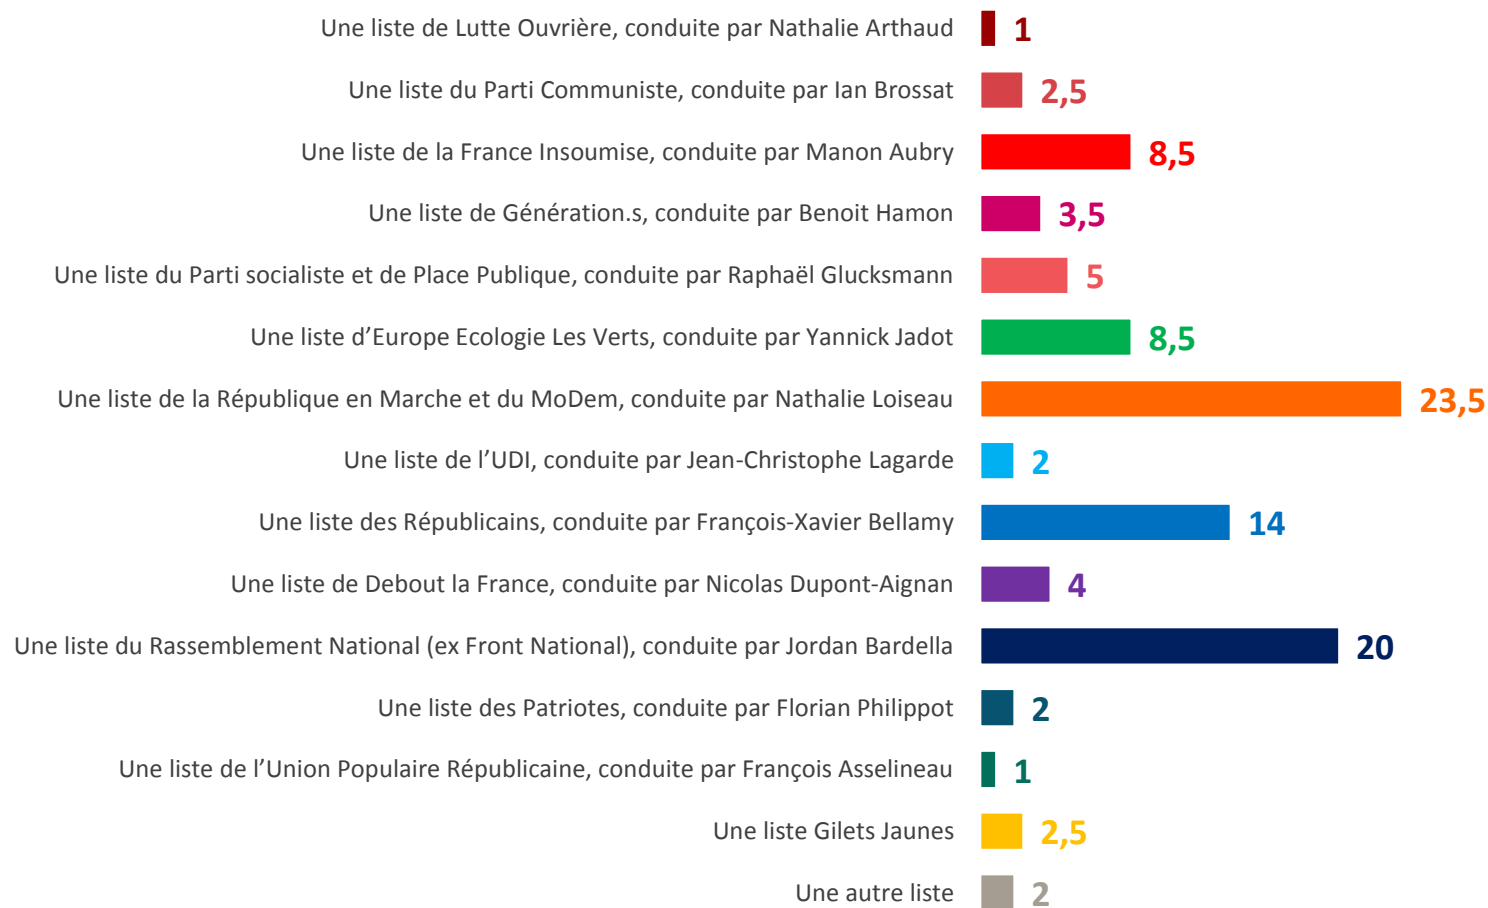 Une liste de Lutte Ouvrière, conduite par Nathalie Arthaud 1
Une liste du Parti Communiste, conduite par Ian Brossat 2,5
Une liste de la France Insoumise, conduite par Manon Aubry 8,5
Une liste de Génération.s, conduite par Benoit Hamon 3,5
Une liste du Parti socialiste et de Place Publique, conduite par Raphaël Glucksmann 5
Une liste d’Europe Ecologie Les Verts, conduite par Yannick Jadot 8,5
Une liste de la République en Marche et du MoDem, conduite par Nathalie Loiseau 23,5
Une liste de l’UDI, conduite par Jean-Christophe Lagarde 2
Une liste des Républicains, conduite par François-Xavier Bellamy 14
Une liste de Debout la France, conduite par Nicolas Dupont-Aignan 4
Une liste du Rassemblement National (ex Front National), conduite par Jordan Bardella 20
Une liste des Patriotes, conduite par Florian Philippot 2
Une liste de l’Union Populaire Républicaine, conduite par François Asselineau 1
Une liste Gilets Jaunes 2,5
Une autre liste 2